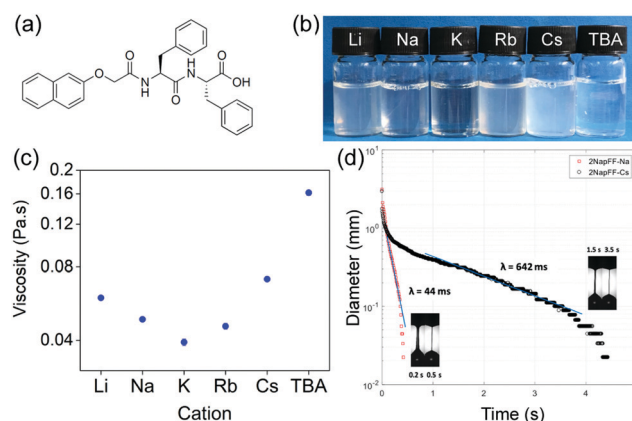 (a)
O
O
H
N
O
N
H
O
OH
(b)
Li Na K Rb Cs TBA
(c)
Viscosity (Pa.s)
0.2
0.16
0.12
0.08
0.04
Li Na K Rb Cs TBA
Cation
(d)
Diameter (mm)
10¹
10⁰
10⁻¹
10⁻²
2NapFF-Na
2NapFF-Cs
1.5 s 3.5 s
λ = 642 ms
λ = 44 ms
0.2 s 0.5 s
0 1 2 3 4 5
Time (s)